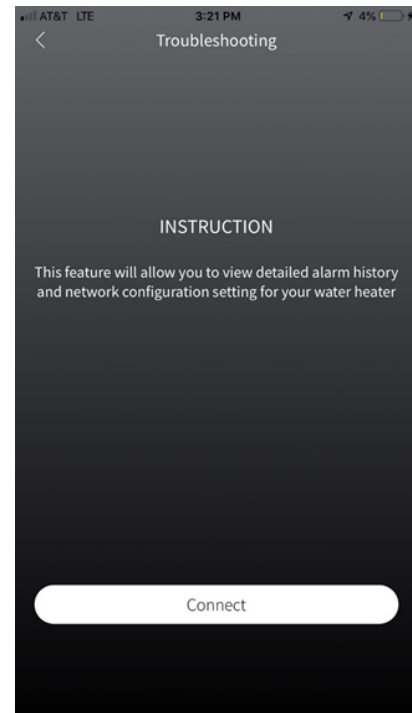 AT&T LTE 3:21 PM 4%
Troubleshooting
INSTRUCTION
This feature will allow you to view detailed alarm history
and network configuration setting for your water heater
Connect